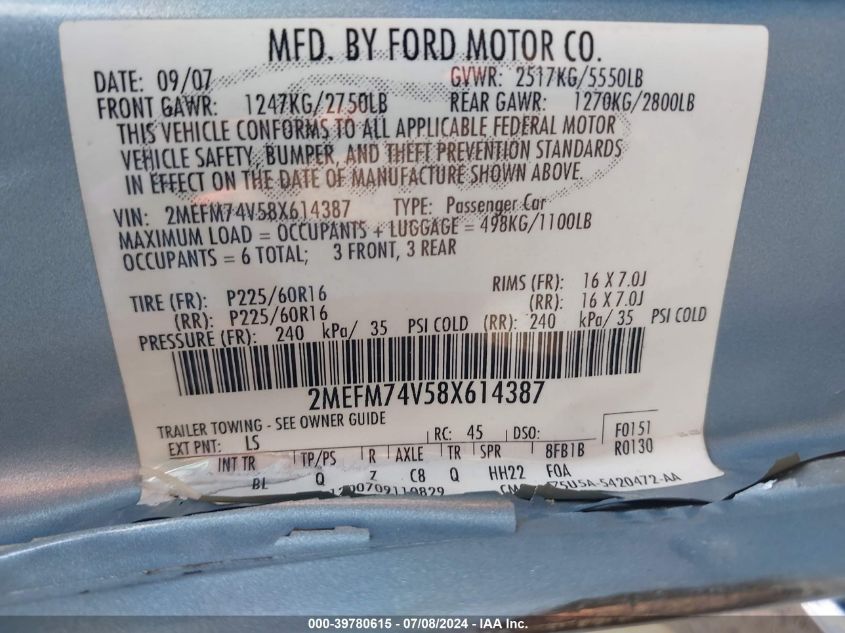 MFD. BY FORD MOTOR CO.
DATE: 09/07 GVWR: 2517KG/5550LB
FRONT GAWR: 1247KG/2750LB REAR GAWR: 1270KG/2800LB
THIS VEHICLE CONFORMS TO ALL APPLICABLE FEDERAL MOTOR
VEHICLE SAFETY, BUMPER, AND THEFT PREVENTION STANDARDS
IN EFFECT ON THE DATE OF MANUFACTURE SHOWN ABOVE.
VIN: 2MEFM74V58X614387 TYPE: Passenger Car
MAXIMUM LOAD = OCCUPANTS + LUGGAGE = 498KG/1100LB
OCCUPANTS = 6 TOTAL; 3 FRONT, 3 REAR
TIRE (FR): P225/60R16 RIMS (FR): 16 X 7.0J
(RR): P225/60R16 (RR): 16 X 7.0J
PRESSURE (FR): 240 kPa/ 35 PSI COLD (RR): 240 kPa/ 35 PSI COLD
2MEFM74V58X614387
TRAILER TOWING - SEE OWNER GUIDE
EXT PNT: LS RC: 45 DSO: F0151
R0130
INT TR TP/PS R AXLE TR SPR 8FB1B
BL Q Z C8 Q HH22 FOA
5420472-AA
000-39780615 - 07/08/2024 - IAA Inc.